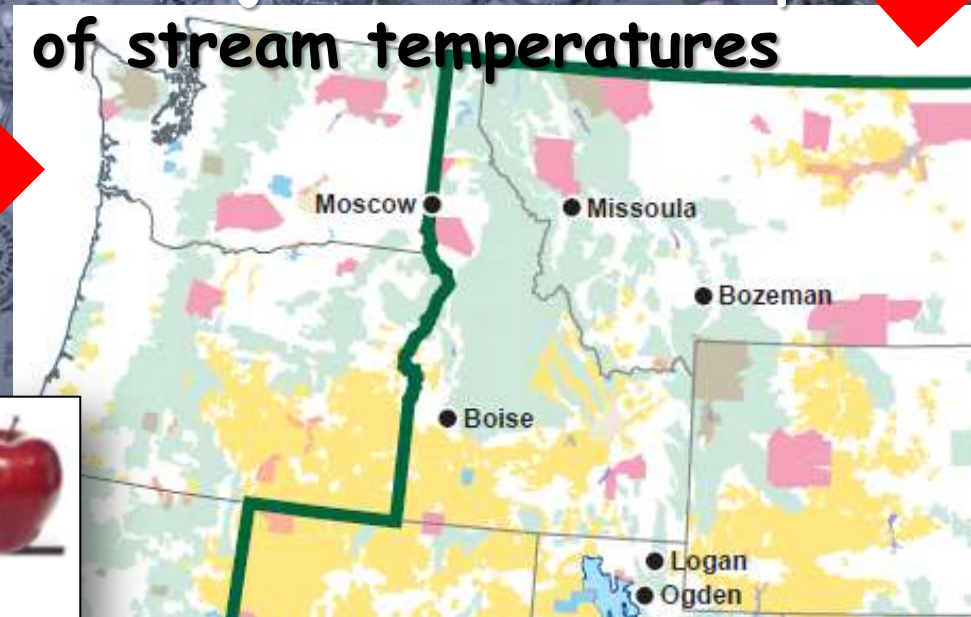 of stream temperatures
Moscow
Missoula
Bozeman
Boise
Logan
Ogden